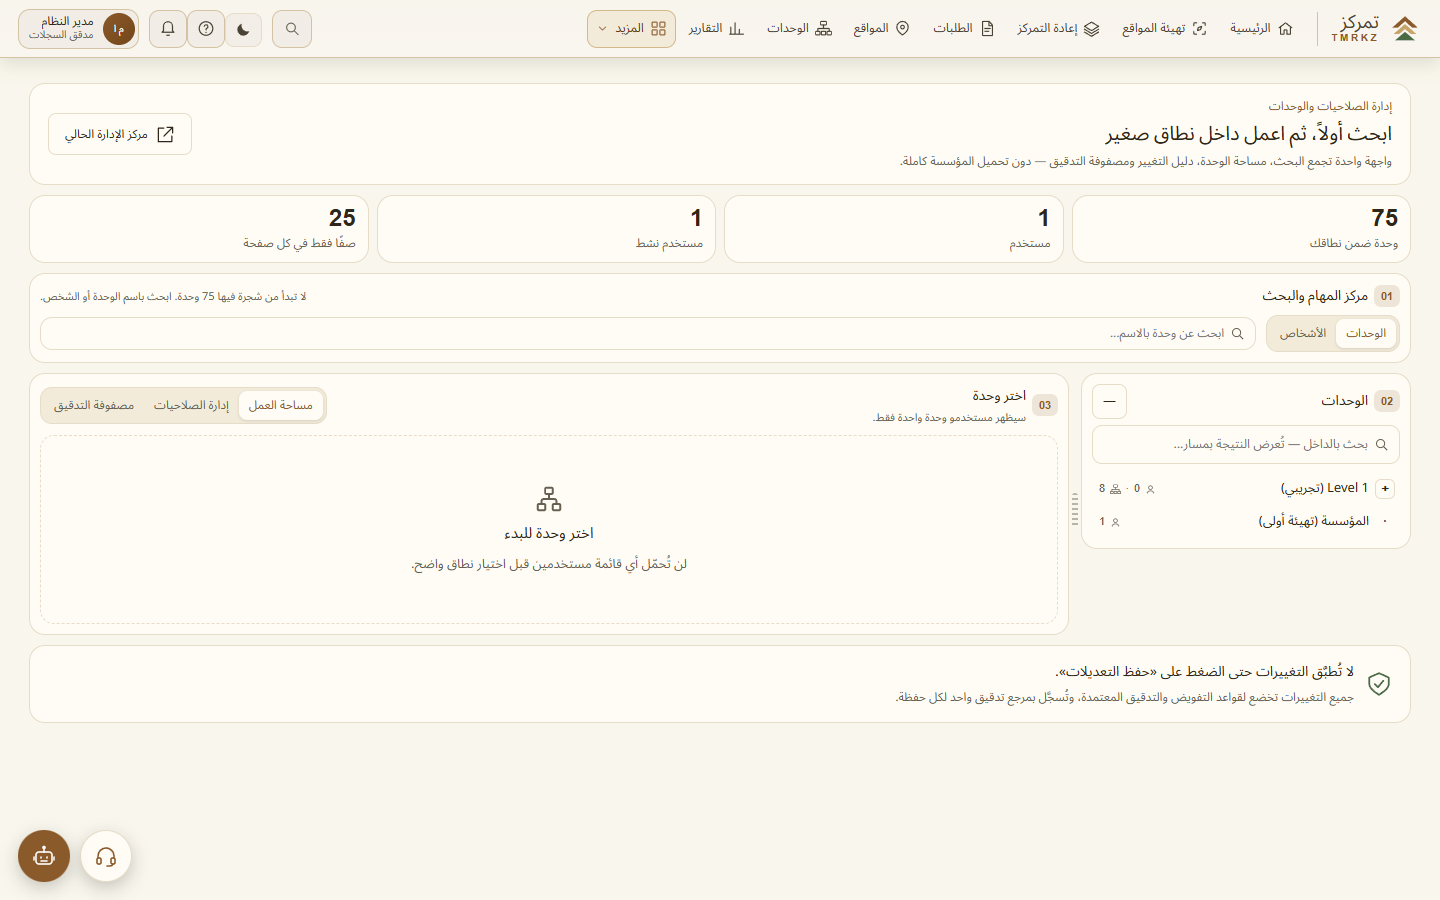 تمركز
TMRKZ
الرئيسية
تهيئة المواقع
إعادة التمركز
الطلبات
المواقع
الوحدات
التقارير
المزيد
مدير النظام
مدقق السجلات
م ا
إدارة الصلاحيات والوحدات
ابحث أولاً، ثم اعمل داخل نطاق صغير
واجهة واحدة تجمع البحث، مساحة الوحدة، دليل التغيير ومصفوفة التدقيق — دون تحميل المؤسسة كاملة.
مركز الإدارة الحالي
75
وحدة ضمن نطاقك
1
مستخدم
1
مستخدم نشط
25
صفًا فقط في كل صفحة
01
مركز المهام والبحث
لا تبدأ من شجرة فيها 75 وحدة. ابحث باسم الوحدة أو الشخص.
الوحدات
الأشخاص
ابحث عن وحدة بالاسم...
02
الوحدات
—
بحث بالداخل — تُعرض النتيجة بمسار...
+ Level 1 (تجريبي) 0 · 8
· المؤسسة (تهيئة أولى) 1
03
اختر وحدة
سيظهر مستخدمو وحدة واحدة فقط.
مساحة العمل
إدارة الصلاحيات
مصفوفة التدقيق
اختر وحدة للبدء
لن تُحمّل أي قائمة مستخدمين قبل اختيار نطاق واضح.
لا تُطبَّق التغييرات حتى الضغط على «حفظ التعديلات».
جميع التغييرات تخضع لقواعد التفويض والتدقيق المعتمدة، وتُسجَّل بمرجع تدقيق واحد لكل حفظة.